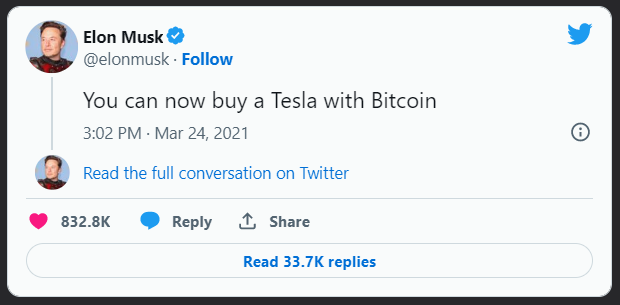 Elon Musk
@elonmusk · Follow
You can now buy a Tesla with Bitcoin
3:02 PM · Mar 24, 2021
Read the full conversation on Twitter
832.8K Reply Share
Read 33.7K replies